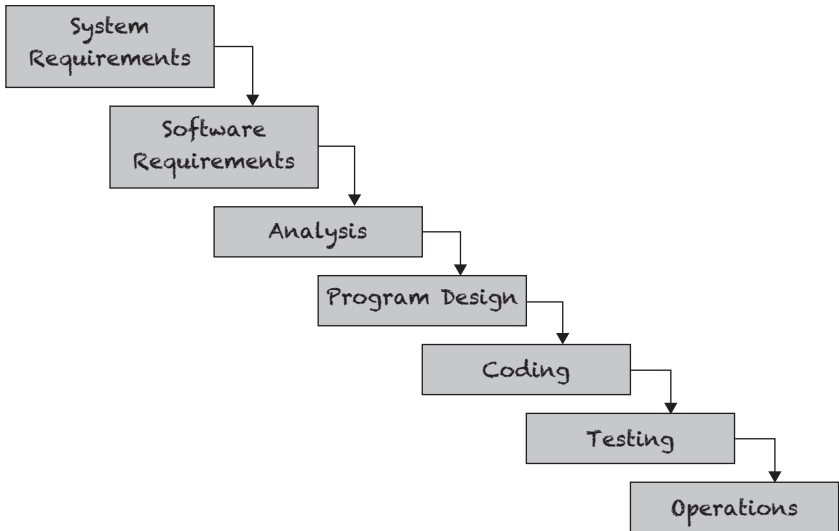 System
Requirements
Software
Requirements
Analysis
Program Design
Coding
Testing
Operations